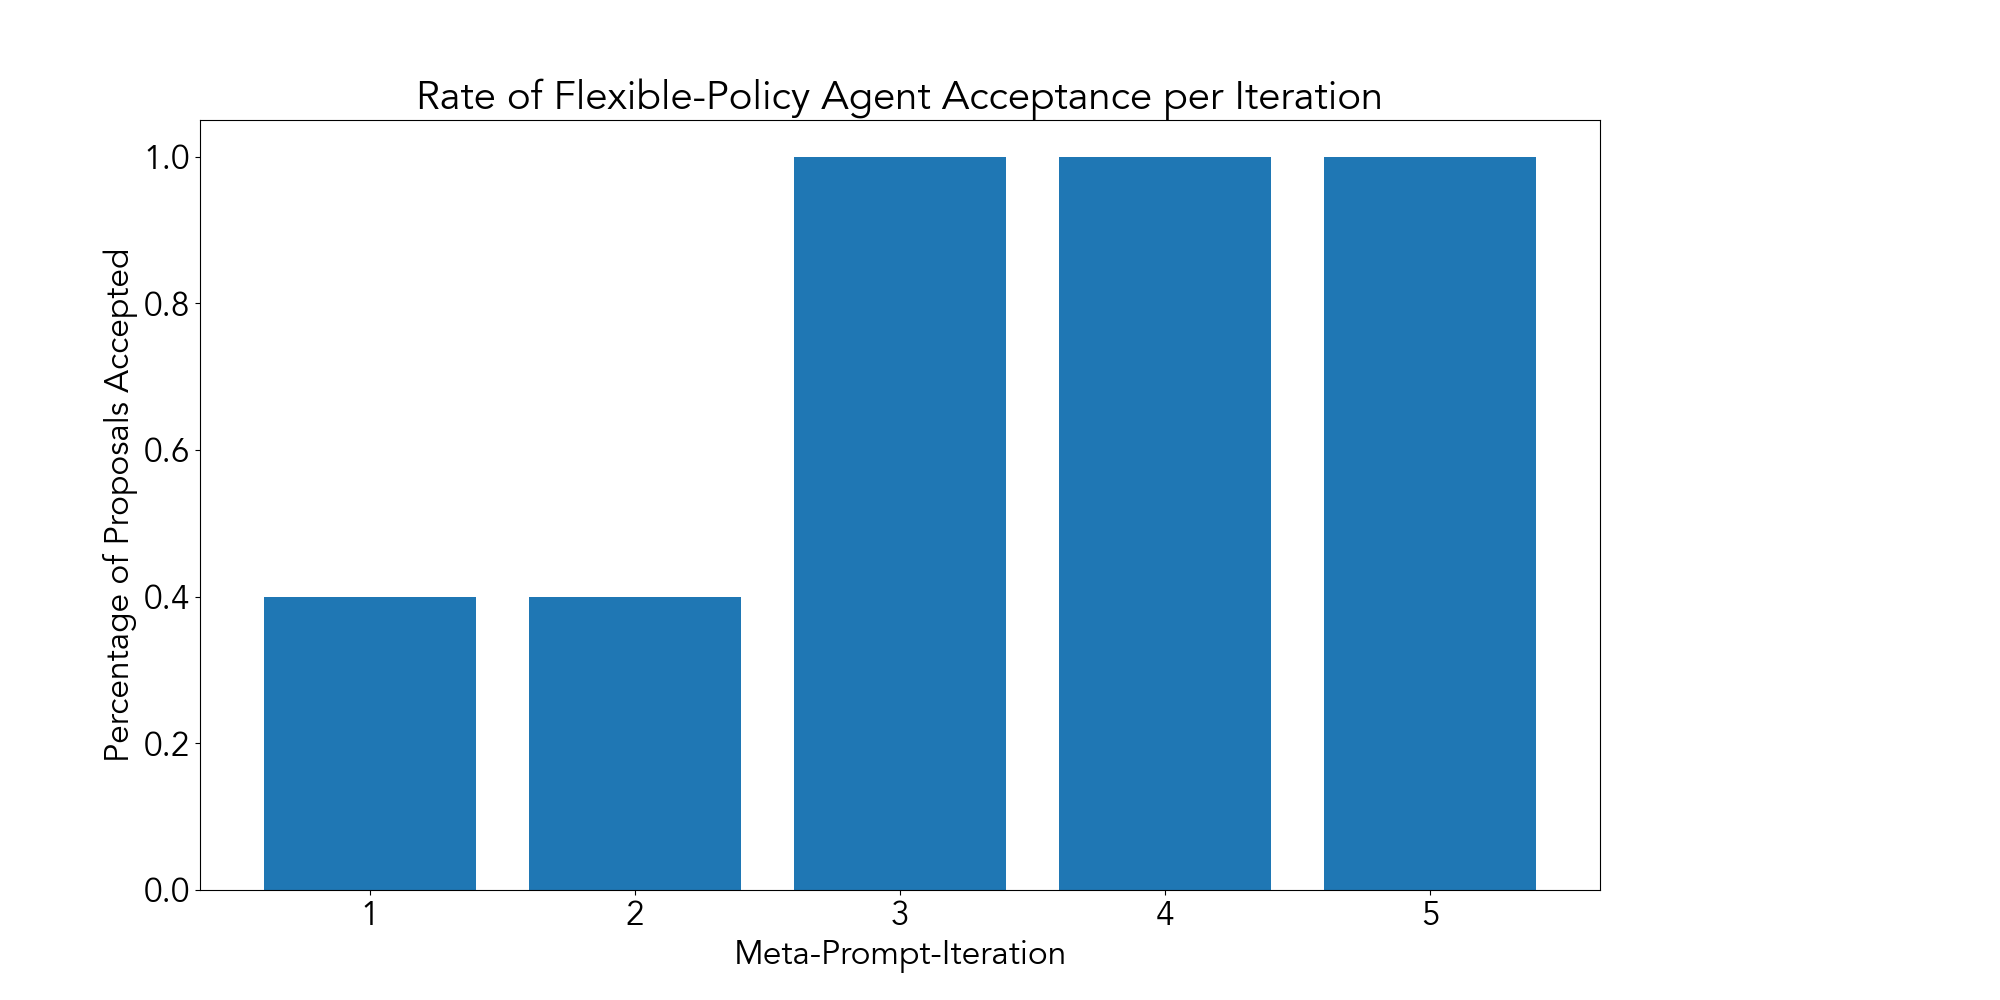 Rate of Flexible-Policy Agent Acceptance per Iteration
Percentage of Proposals Accepted
1.0
0.8
0.6
0.4
0.2
0.0
1 2 3 4 5
Meta-Prompt-Iteration